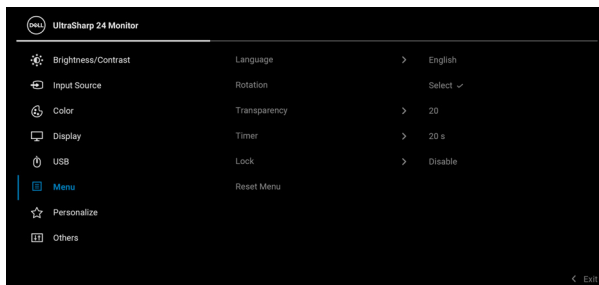 DELL UltraSharp 24 Monitor
Brightness/Contrast Language > English
Input Source Rotation Select ✓
Color Transparency > 20
Display Timer > 20 s
USB Lock > Disable
Menu Reset Menu
Personalize
Others
< Exit